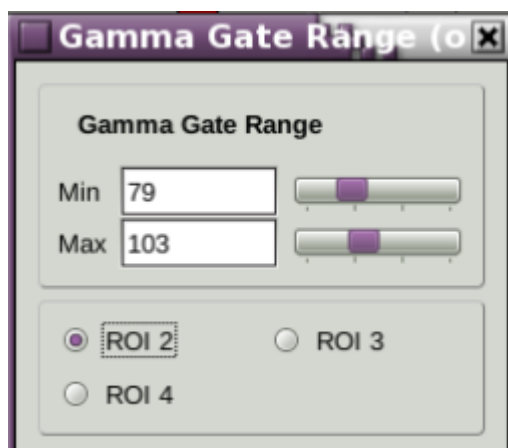 Gamma Gate Range (o
Gamma Gate Range
Min 79
Max 103
ROI 2 ROI 3
ROI 4